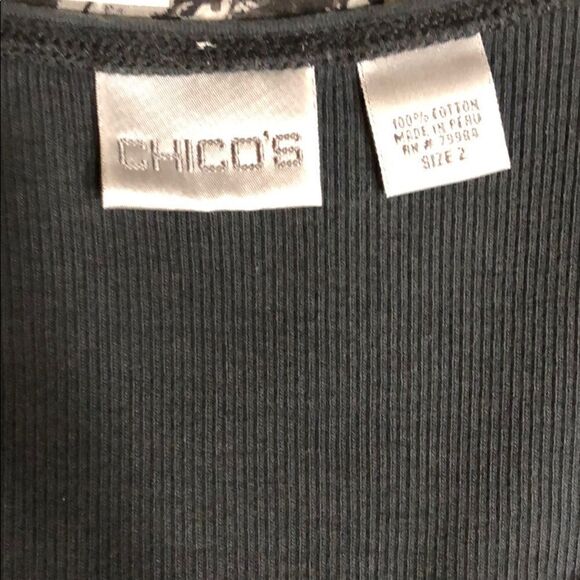 CHICO'S
100% COTTON
MADE IN PERU
RN # 79984
SIZE 2